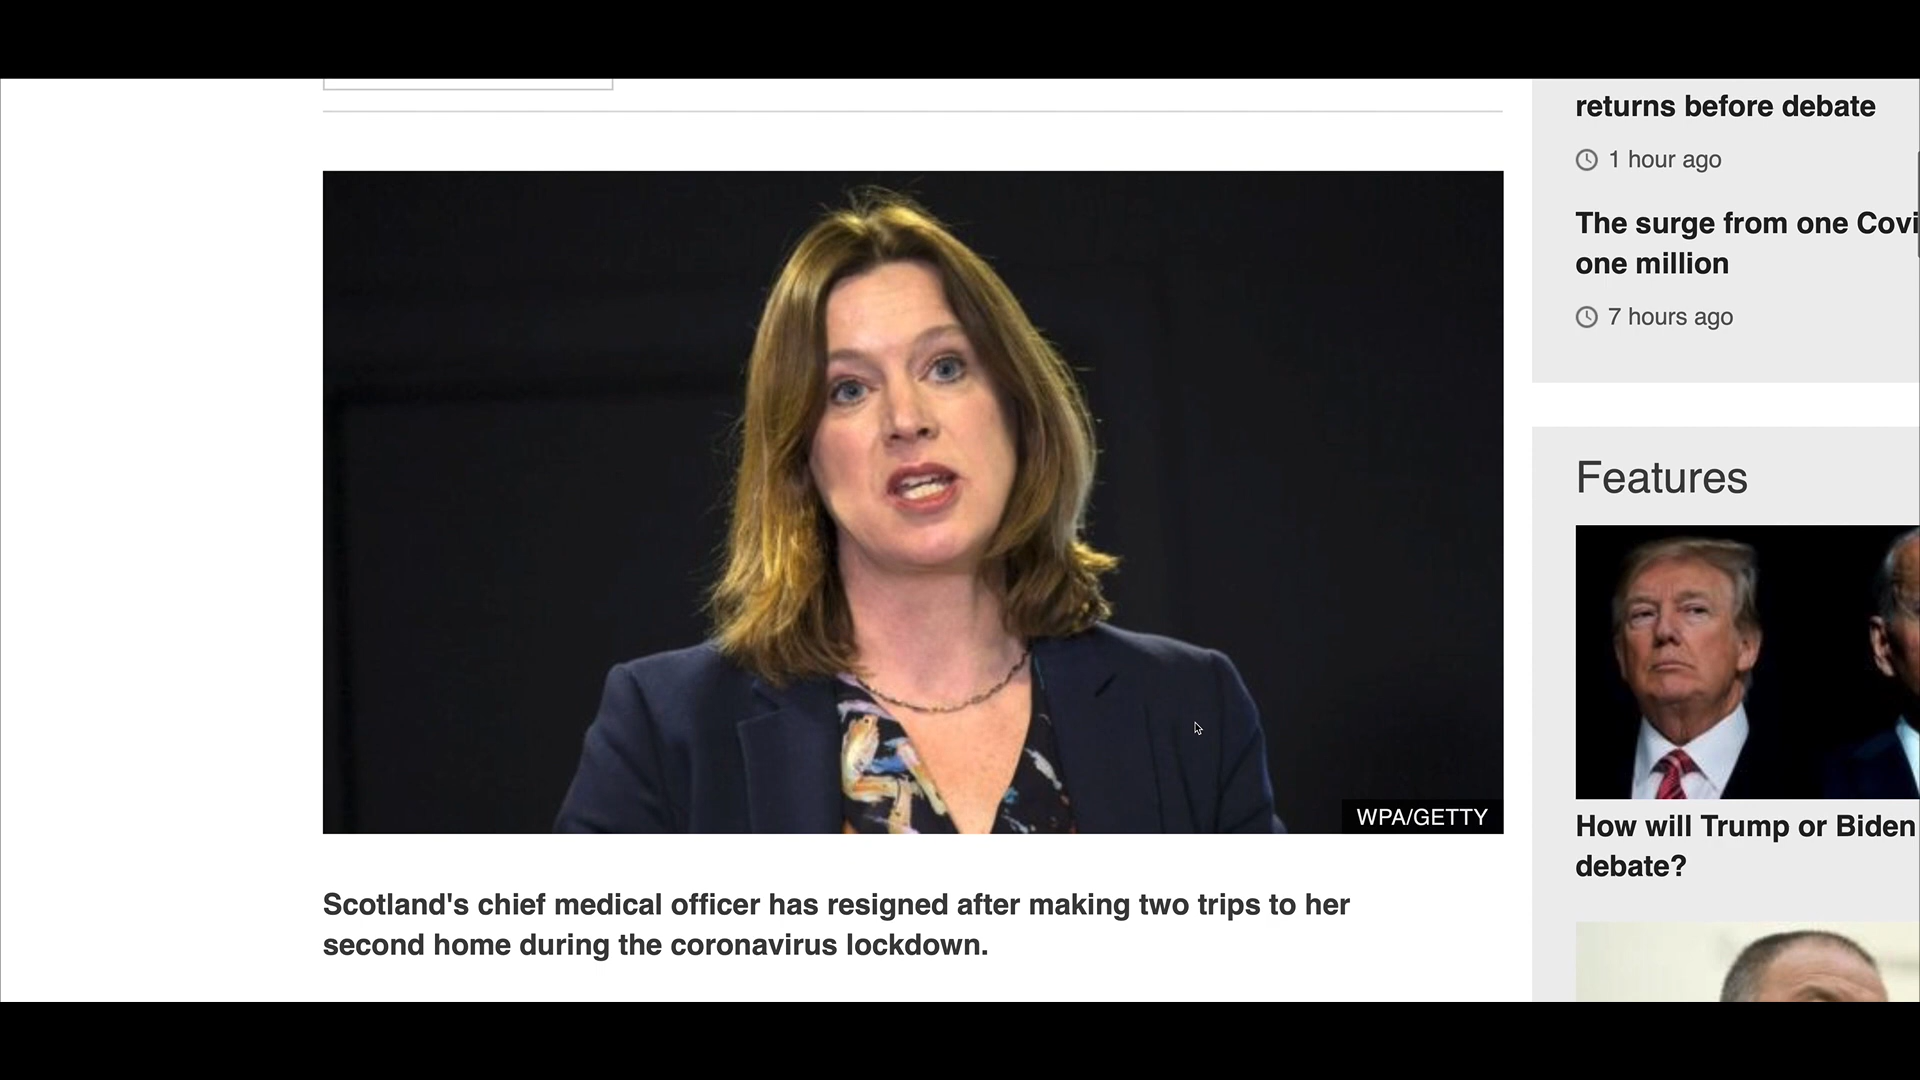 returns before debate
1 hour ago
The surge from one Covi
one million
7 hours ago
Features
WPA/GETTY
How will Trump or Biden
debate?
Scotland's chief medical officer has resigned after making two trips to her
second home during the coronavirus lockdown.